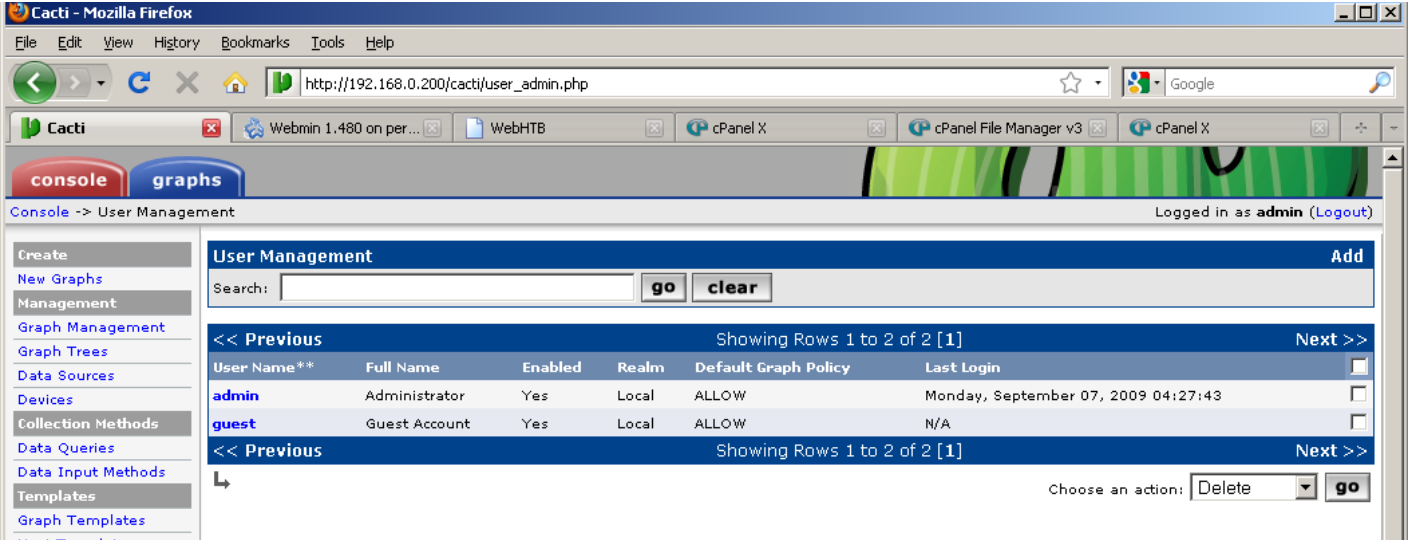 Cacti - Mozilla Firefox
File Edit View History Bookmarks Tools Help
http://192.168.0.200/cacti/user_admin.php Google
Cacti Webmin 1.480 on per... WebHTB cPanel X cPanel File Manager v3 cPanel X
console graphs
Console -> User Management Logged in as admin (Logout)
Create
New Graphs
Management
Graph Management
Graph Trees
Data Sources
Devices
Collection Methods
Data Queries
Data Input Methods
Templates
Graph Templates
User Management Add
Search: go clear
<< Previous Showing Rows 1 to 2 of 2 [1] Next >>
User Name** Full Name Enabled Realm Default Graph Policy Last Login
admin Administrator Yes Local ALLOW Monday, September 07, 2009 04:27:43
guest Guest Account Yes Local ALLOW N/A
<< Previous Showing Rows 1 to 2 of 2 [1] Next >>
Choose an action: Delete go